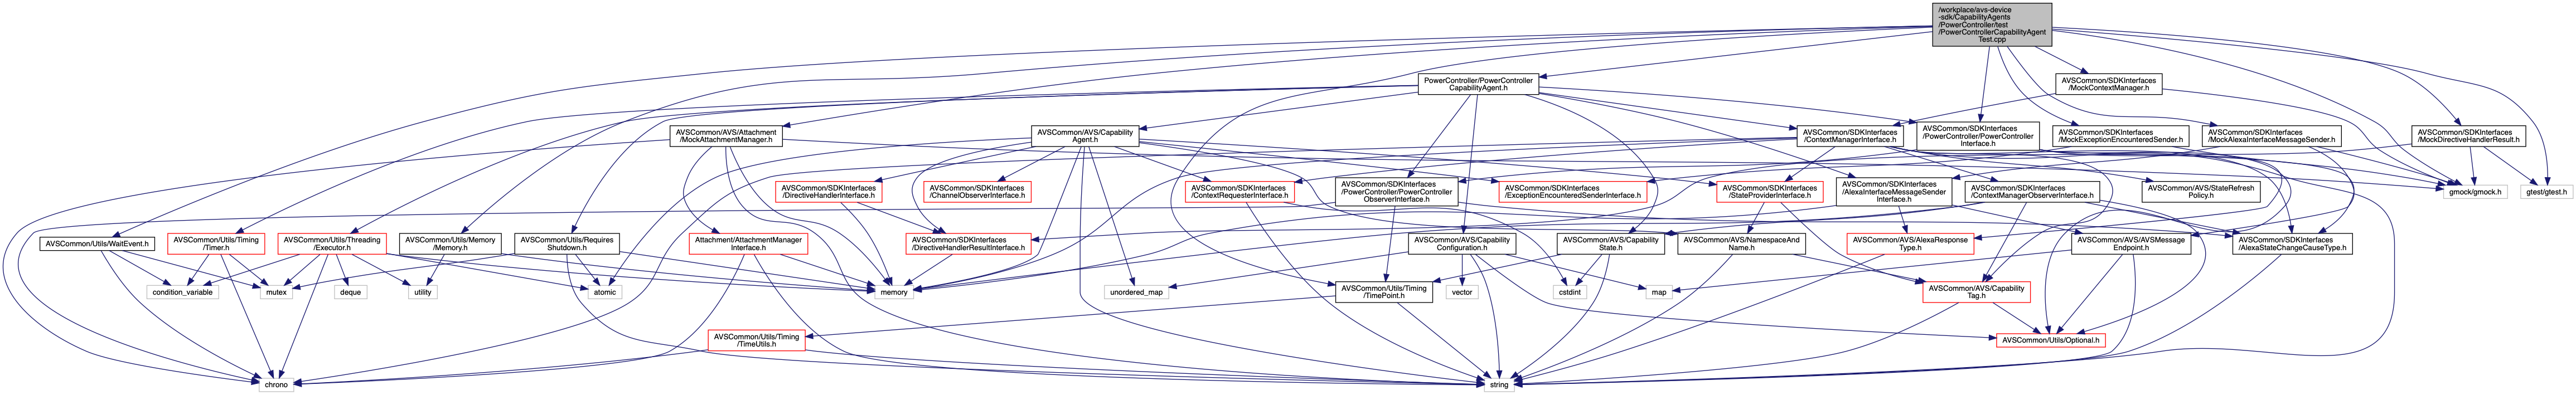 /workplace/avs-device
-sdk/CapabilityAgents
/PowerController/test
/PowerControllerCapabilityAgent
Test.cpp
PowerController/PowerController
CapabilityAgent.h
AVSCommon/SDKInterfaces
/MockContextManager.h
AVSCommon/AVS/Attachment
/MockAttachmentManager.h
AVSCommon/AVS/Capability
Agent.h
AVSCommon/SDKInterfaces
/ContextManagerInterface.h
AVSCommon/SDKInterfaces
/PowerController/PowerController
Interface.h
AVSCommon/SDKInterfaces
/MockExceptionEncounteredSender.h
AVSCommon/SDKInterfaces
/MockAlexaInterfaceMessageSender.h
AVSCommon/SDKInterfaces
/MockDirectiveHandlerResult.h
AVSCommon/SDKInterfaces
/DirectiveHandlerInterface.h
AVSCommon/SDKInterfaces
/ChannelObserverInterface.h
AVSCommon/SDKInterfaces
/ContextRequesterInterface.h
AVSCommon/SDKInterfaces
/PowerController/PowerController
ObserverInterface.h
AVSCommon/SDKInterfaces
/ExceptionEncounteredSenderInterface.h
AVSCommon/SDKInterfaces
/StateProviderInterface.h
AVSCommon/SDKInterfaces
/AlexaInterfaceMessageSender
Interface.h
AVSCommon/SDKInterfaces
/ContextManagerObserverInterface.h
AVSCommon/AVS/StateRefresh
Policy.h
gmock/gmock.h
gtest/gtest.h
AVSCommon/Utils/WaitEvent.h
AVSCommon/Utils/Timing
/Timer.h
AVSCommon/Utils/Threading
/Executor.h
AVSCommon/Utils/Memory
/Memory.h
AVSCommon/Utils/Requires
Shutdown.h
Attachment/AttachmentManager
Interface.h
AVSCommon/SDKInterfaces
/DirectiveHandlerResultInterface.h
AVSCommon/AVS/Capability
Configuration.h
AVSCommon/AVS/Capability
State.h
AVSCommon/AVS/NamespaceAnd
Name.h
AVSCommon/AVS/AlexaResponse
Type.h
AVSCommon/AVS/AVSMessage
Endpoint.h
AVSCommon/SDKInterfaces
/AlexaStateChangeCauseType.h
condition_variable
mutex
deque
utility
atomic
memory
unordered_map
AVSCommon/Utils/Timing
/TimePoint.h
vector
cstdint
map
AVSCommon/AVS/Capability
Tag.h
AVSCommon/Utils/Timing
/TimeUtils.h
AVSCommon/Utils/Optional.h
chrono
string